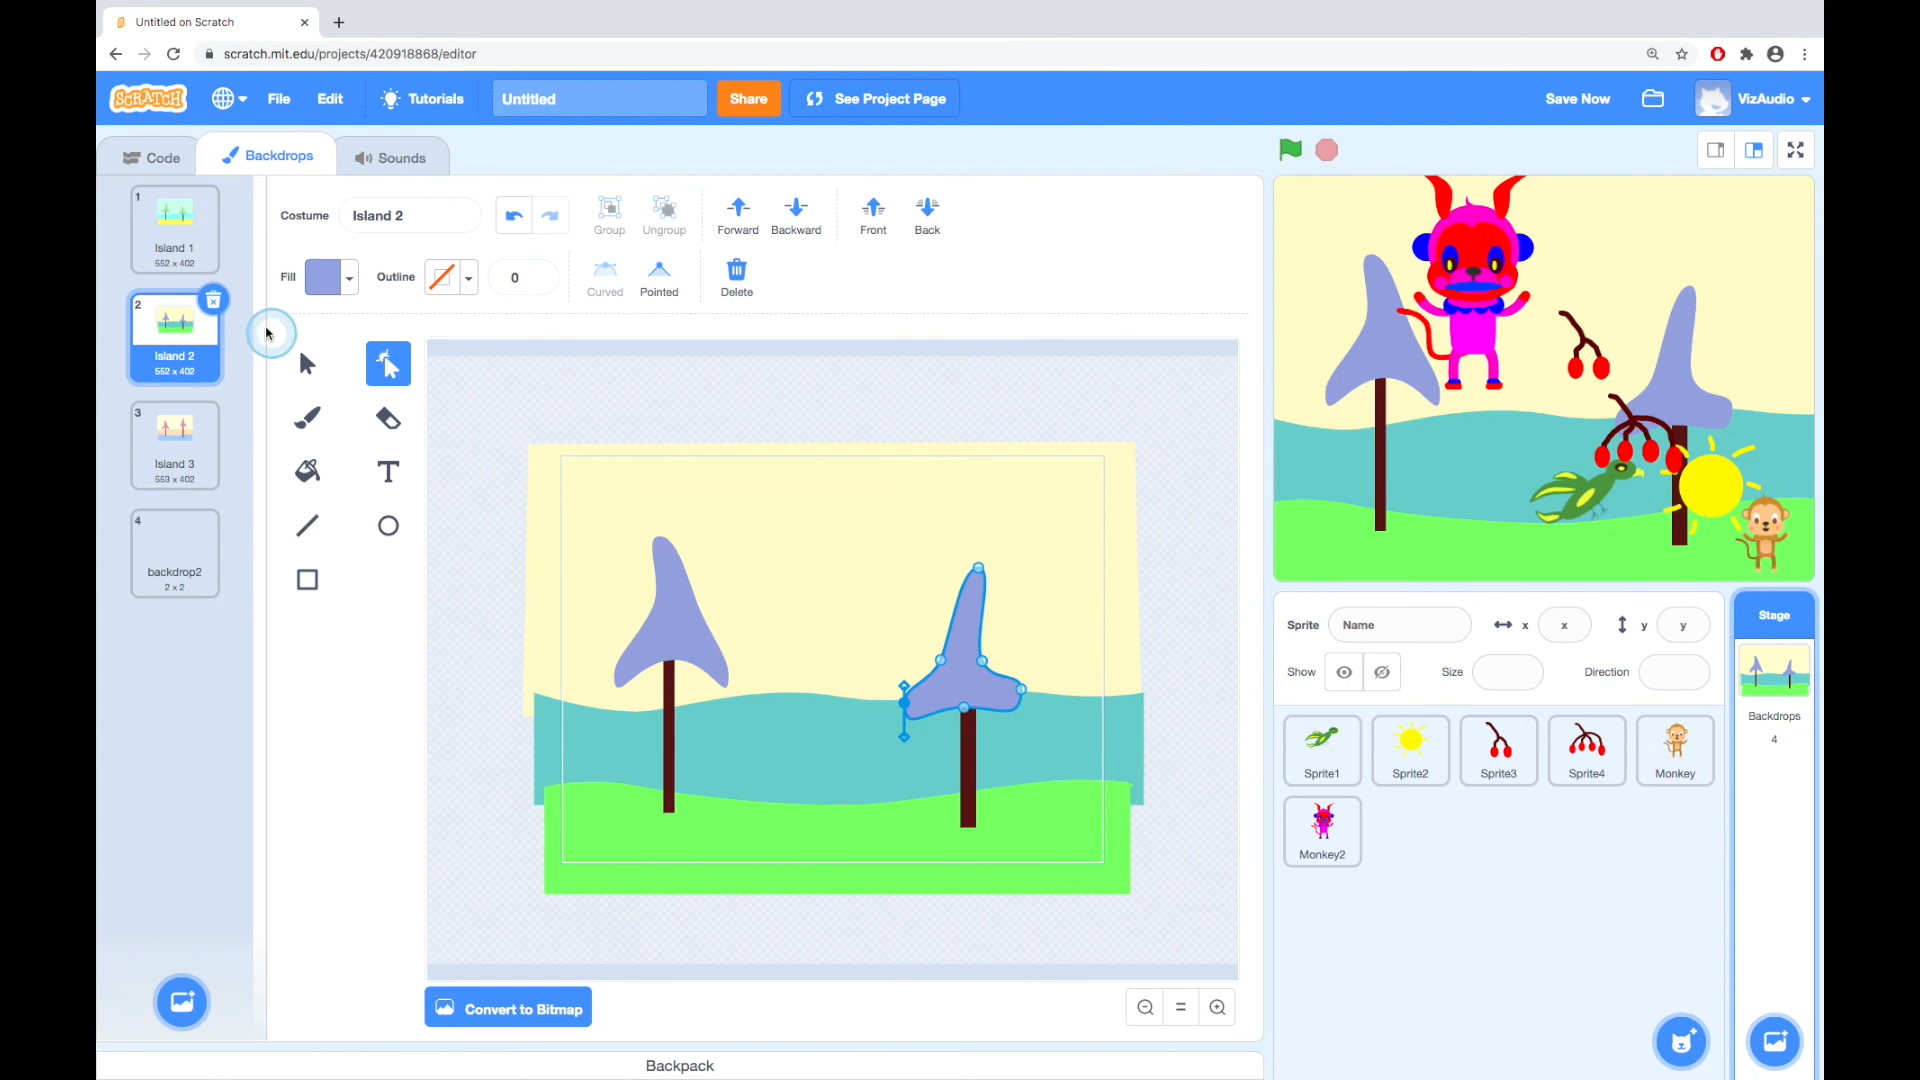 Untitled on Scratch
scratch.mit.edu/projects/420918868/editor
SCRATCH
File
Edit
Tutorials
Untitled
Share
See Project Page
Save Now
VizAudio
Code
Backdrops
Sounds
1
Island 1
552 x 402
2
Island 2
552 x 402
3
Island 3
553 x 402
4
backdrop2
2 x 2
Costume
Island 2
Group
Ungroup
Forward
Backward
Front
Back
Fill
Outline
0
Curved
Pointed
Delete
T
Convert to Bitmap
Backpack
Sprite
Name
x
x
y
y
Show
Size
Direction
Sprite1
Sprite2
Sprite3
Sprite4
Monkey
Monkey2
Stage
Backdrops
4